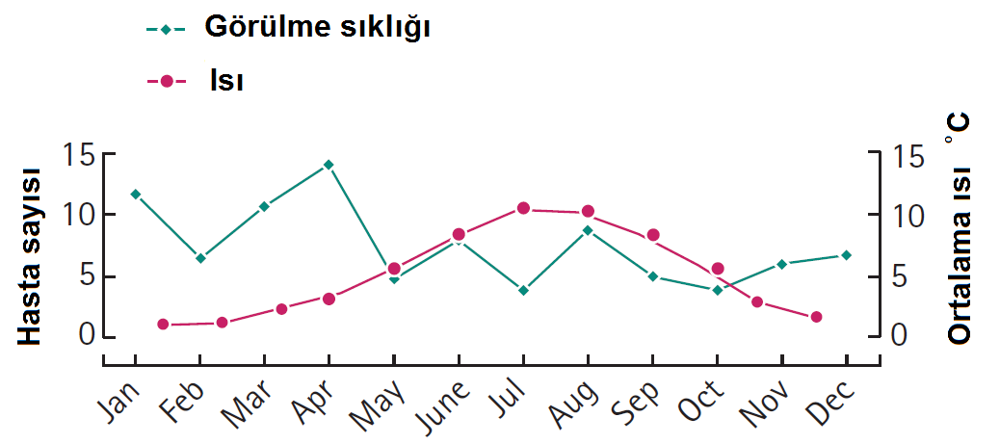 Görülme sıklığı
Isı
Hasta sayısı
15
10
5
0
Ortalama ısı °C
15
10
5
0
Jan Feb Mar Apr May June Jul Aug Sep Oct Nov Dec